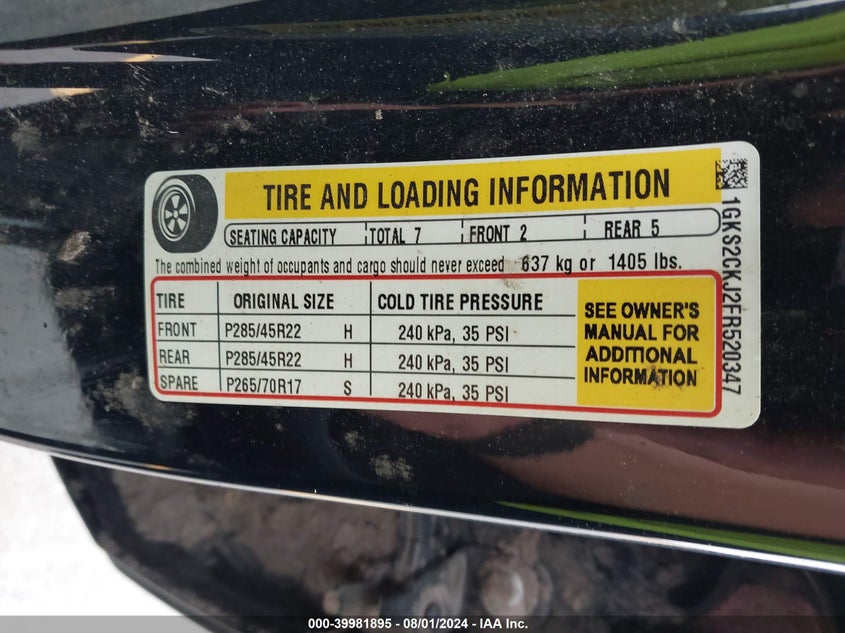 TIRE AND LOADING INFORMATION
SEATING CAPACITY TOTAL 7 FRONT 2 REAR 5
The combined weight of occupants and cargo should never exceed 637 kg or 1405 lbs.
TIRE ORIGINAL SIZE COLD TIRE PRESSURE
FRONT P285/45R22 H 240 kPa, 35 PSI
REAR P285/45R22 H 240 kPa, 35 PSI
SPARE P265/70R17 S 240 kPa, 35 PSI
SEE OWNER'S
MANUAL FOR
ADDITIONAL
INFORMATION
1GKS2CKJ2FR520347
000-39981895 - 08/01/2024 - IAA Inc.